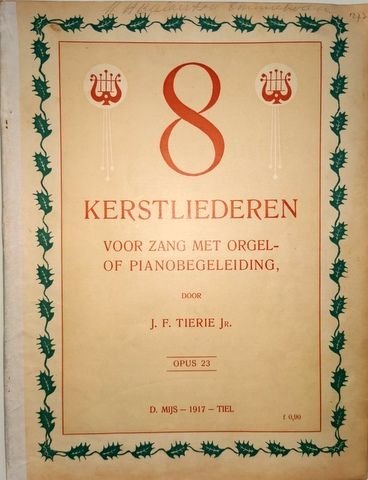 8
KERSTLIEDEREN
VOOR ZANG MET ORGEL-
OF PIANOBEGELEIDING,
DOOR
J. F. TIERIE JR.
OPUS 23
D. MIJS – 1917 – TIEL
f 0,90